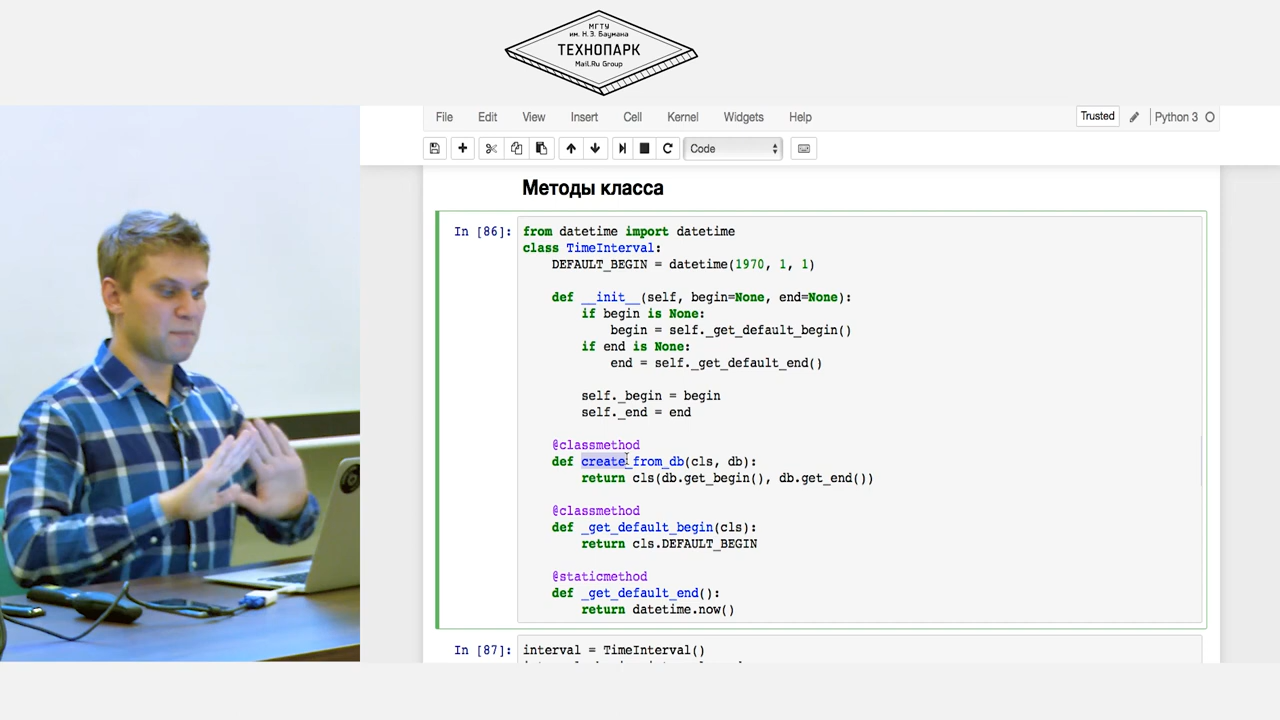 МГТУ
им. Н.Э. Баумана
ТЕХНОПАРК
Mail.Ru Group
File Edit View Insert Cell Kernel Widgets Help Trusted Python 3
Code
Методы класса
In [86]: from datetime import datetime
class TimeInterval:
    DEFAULT_BEGIN = datetime(1970, 1, 1)
    def __init__(self, begin=None, end=None):
        if begin is None:
            begin = self._get_default_begin()
        if end is None:
            end = self._get_default_end()
        self._begin = begin
        self._end = end
    @classmethod
    def create_from_db(cls, db):
        return cls(db.get_begin(), db.get_end())
    @classmethod
    def _get_default_begin(cls):
        return cls.DEFAULT_BEGIN
    @staticmethod
    def _get_default_end():
        return datetime.now()
In [87]: interval = TimeInterval()